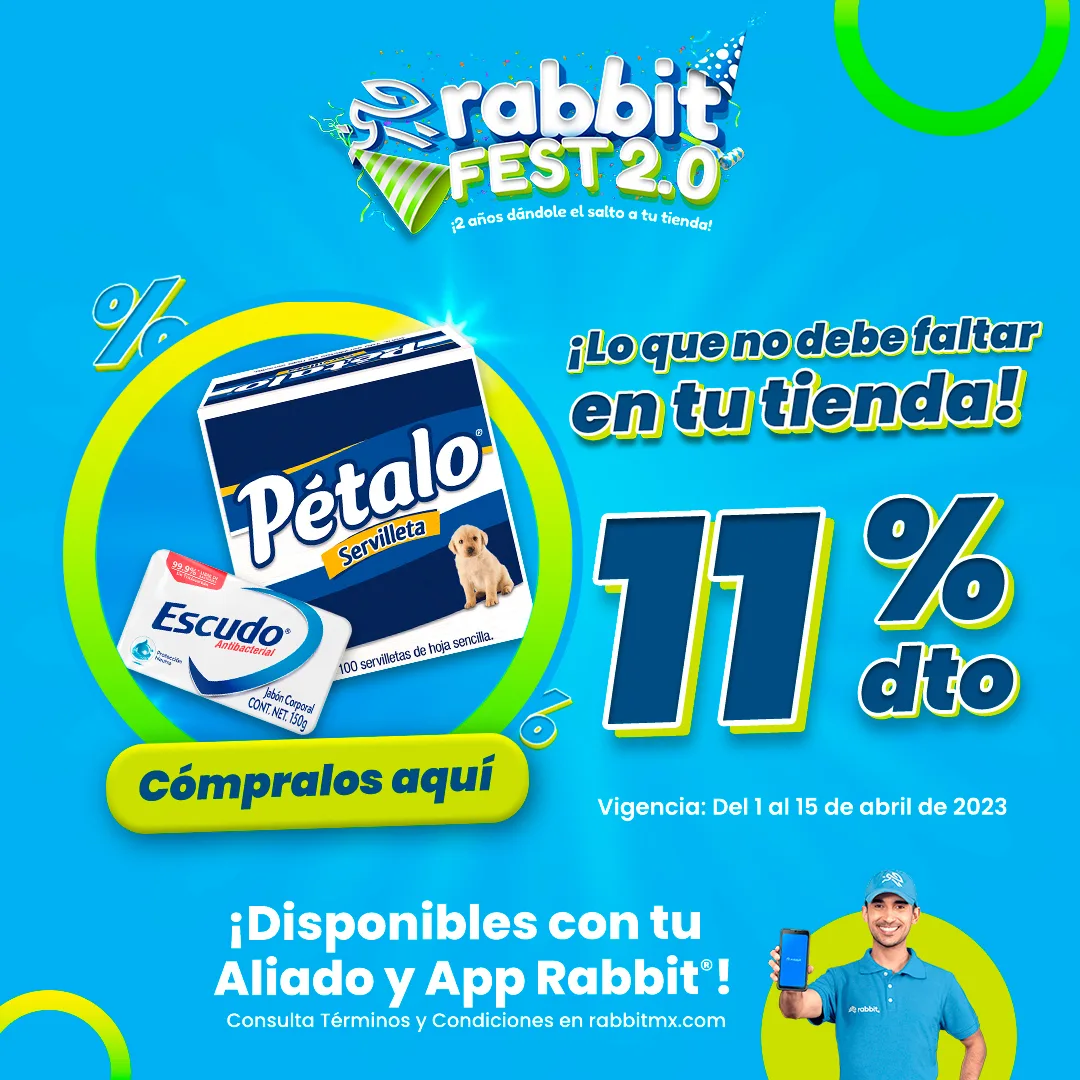 rabbit
FEST 2.0
¡2 años dándole el salto a tu tienda!
%
¡Lo que no debe faltar
en tu tienda!
Pétalo
Pétalo®
Servilleta
100 servilletas de hoja sencilla.
99.9%
Escudo®
Antibacterial
Protección
Neutra
Jabón Corporal
CONT. NET. 150g
11% dto
%
Cómpralos aquí
Vigencia: Del 1 al 15 de abril de 2023
¡Disponibles con tu
Aliado y App Rabbit®!
Consulta Términos y Condiciones en rabbitmx.com
rabbit
rabbit